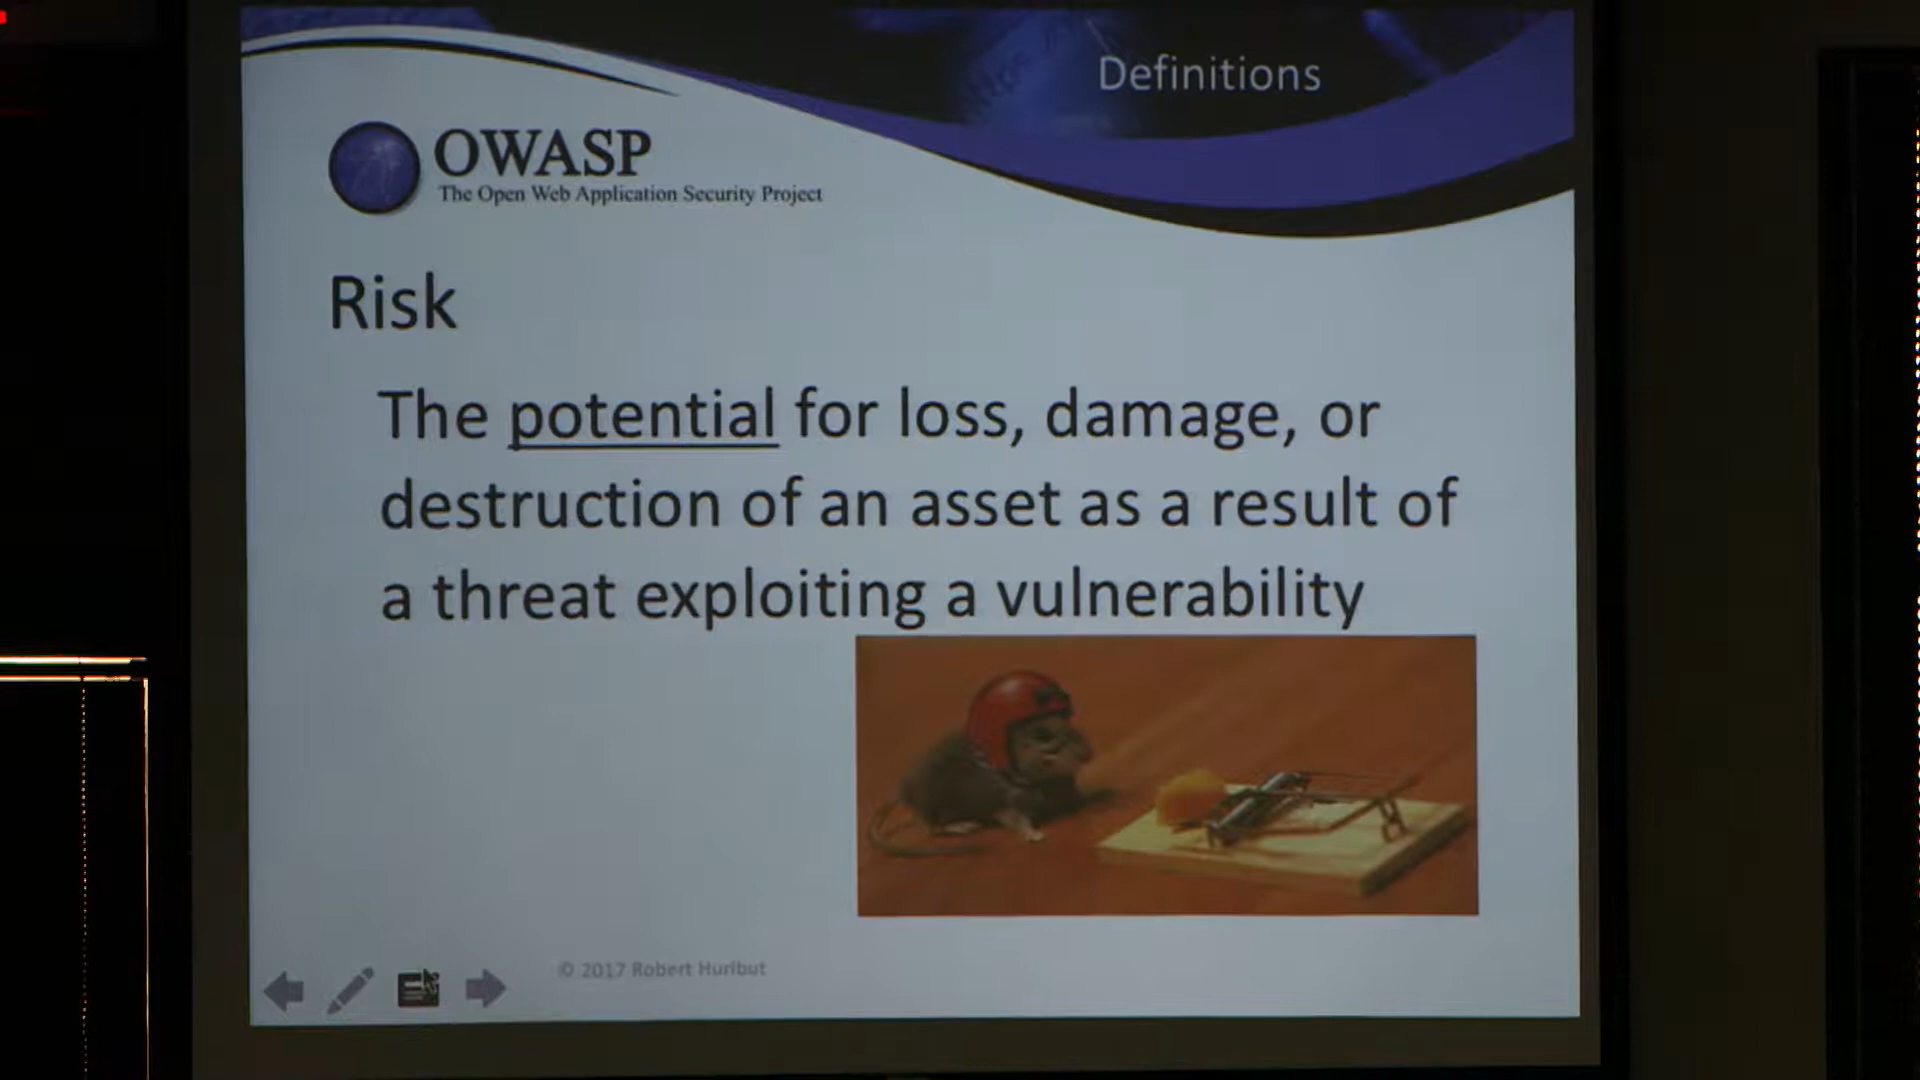 Definitions
OWASP
The Open Web Application Security Project
Risk
The potential for loss, damage, or
destruction of an asset as a result of
a threat exploiting a vulnerability
© 2017 Robert Hurlbut